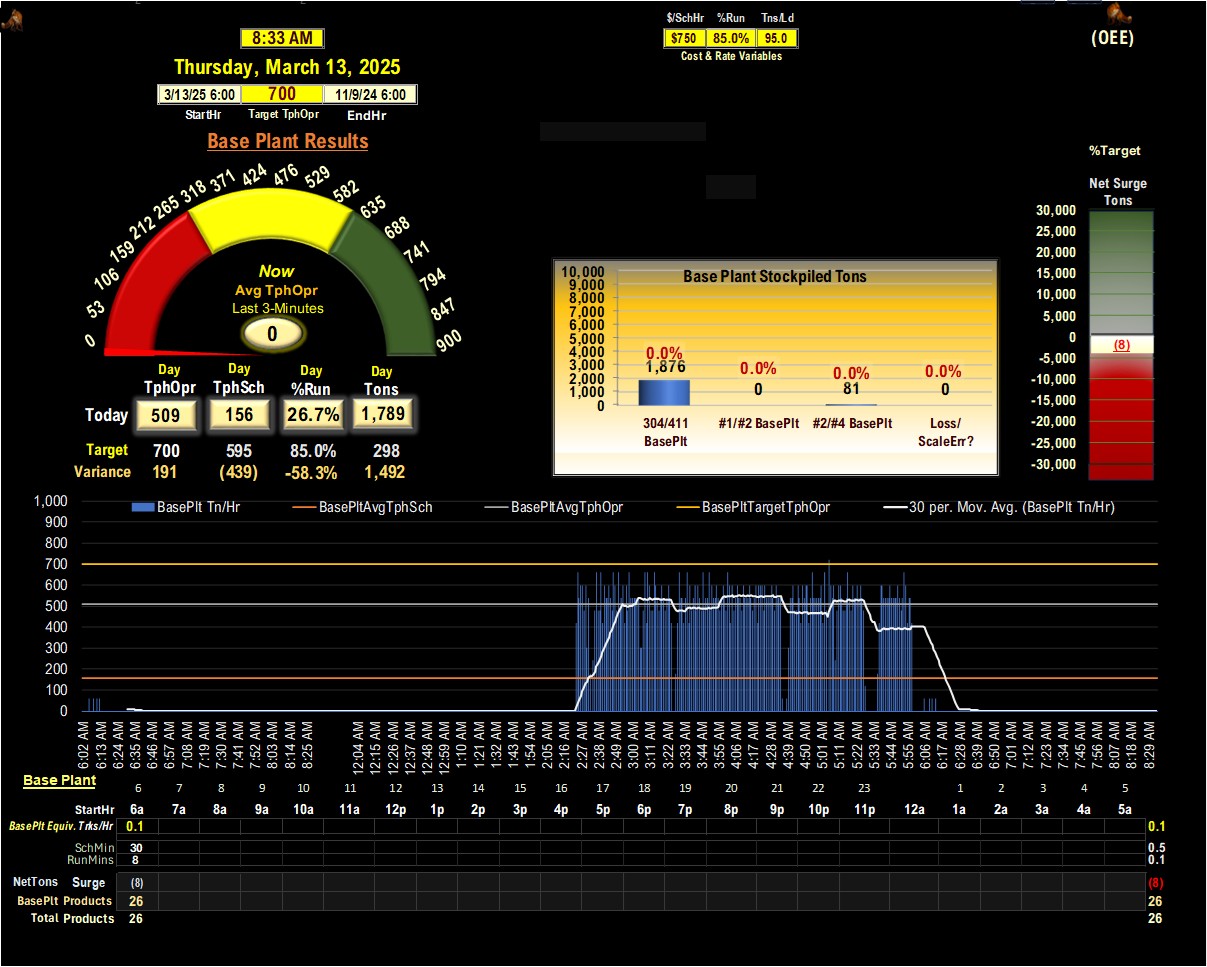 $/SchHr %Run Tns/Ld
$750 85.0% 95.0
Cost & Rate Variables
(OEE)
8:33 AM
Thursday, March 13, 2025
3/13/25 6:00 700 11/9/24 6:00
StartHr Target TphOpr EndHr
Base Plant Results
0 53 106 159 212 265 318 371 424 476 529 582 635 688 741 794 847 900
Now
Avg TphOpr
Last 3-Minutes
0
Day Day Day Day
TphOpr TphSch %Run Tons
Today 509 156 26.7% 1,789
Target 700 595 85.0% 298
Variance 191 (439) -58.3% 1,492
Base Plant Stockpiled Tons
10,000
9,000
8,000
7,000
6,000
5,000
4,000
3,000
2,000
1,000
0
0.0% 0.0% 0.0% 0.0%
1,876 0 81 0
304/411 BasePlt
#1/#2 BasePlt
#2/#4 BasePlt
Loss/ ScaleErr?
%Target
Net Surge
Tons
30,000
25,000
20,000
15,000
10,000
5,000
0
(8)
-5,000
-10,000
-15,000
-20,000
-25,000
-30,000
BasePlt Tn/Hr BasePltAvgTphSch BasePltAvgTphOpr BasePltTargetTphOpr 30 per. Mov. Avg. (BasePlt Tn/Hr)
1,000
900
800
700
600
500
400
300
200
100
0
6:02 AM 6:13 AM 6:24 AM 6:35 AM 6:46 AM 6:57 AM 7:08 AM 7:19 AM 7:30 AM 7:41 AM 7:52 AM 8:03 AM 8:14 AM 8:25 AM 12:04 AM 12:15 AM 12:26 AM 12:37 AM 12:48 AM 12:59 AM 1:10 AM 1:21 AM 1:32 AM 1:43 AM 1:54 AM 2:05 AM 2:16 AM 2:27 AM 2:38 AM 2:49 AM 3:00 AM 3:11 AM 3:22 AM 3:33 AM 3:44 AM 3:55 AM 4:06 AM 4:17 AM 4:28 AM 4:39 AM 4:50 AM 5:01 AM 5:11 AM 5:22 AM 5:33 AM 5:44 AM 5:55 AM 6:06 AM 6:17 AM 6:28 AM 6:39 AM 6:50 AM 7:01 AM 7:12 AM 7:23 AM 7:34 AM 7:45 AM 7:56 AM 8:07 AM 8:18 AM 8:29 AM
Base Plant
6 7 8 9 10 11 12 13 14 15 16 17 18 19 20 21 22 23 1 2 3 4 5
StartHr 6a 7a 8a 9a 10a 11a 12p 1p 2p 3p 4p 5p 6p 7p 8p 9p 10p 11p 12a 1a 2a 3a 4a 5a
BasePlt Equiv. Trks/Hr 0.1 0.1
SchMin 30 0.5
RunMins 8 0.1
NetTons Surge (8) (8)
BasePlt Products 26 26
Total Products 26 26